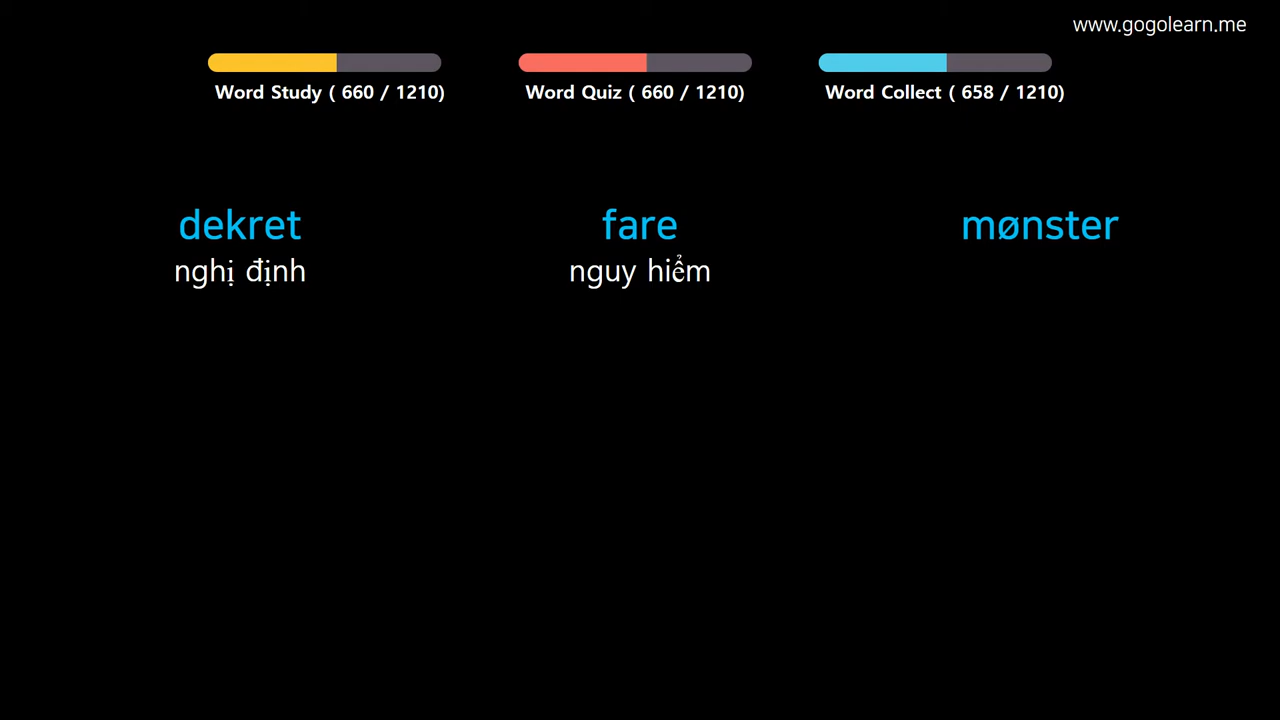 www.gogolearn.me
Word Study ( 660 / 1210)
Word Quiz ( 660 / 1210)
Word Collect ( 658 / 1210)
dekret
nghị định
fare
nguy hiểm
mønster